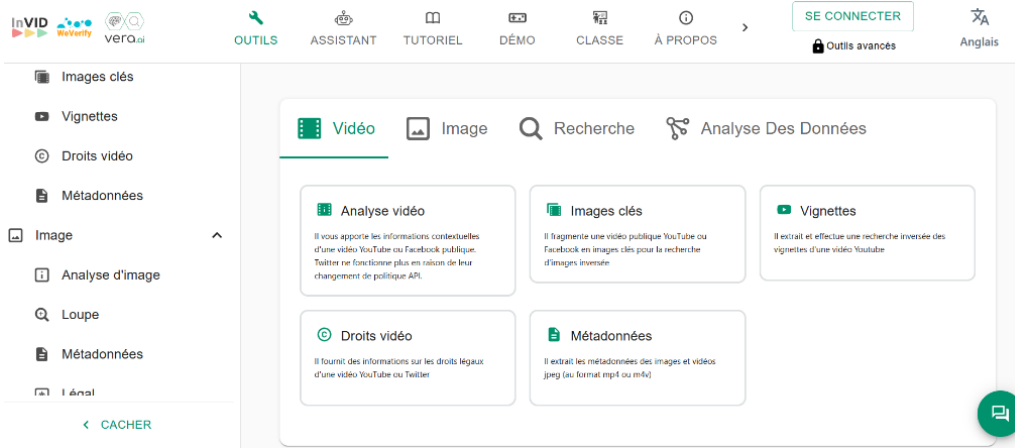 InVID
WeVerify
vera.ai
OUTILS
ASSISTANT
TUTORIEL
DÉMO
CLASSE
À PROPOS
SE CONNECTER
Outils avancés
Anglais
Images clés
Vignettes
Droits vidéo
Métadonnées
Image
Analyse d'image
Loupe
Métadonnées
Légal
CACHER
Vidéo
Image
Recherche
Analyse Des Données
Analyse vidéo
Il vous apporte les informations contextuelles
d'une vidéo YouTube ou Facebook publique.
Twitter ne fonctionne plus en raison de leur
changement de politique API.
Images clés
Il fragmente une vidéo publique YouTube ou
Facebook en images clés pour la recherche
d'images inversée
Vignettes
Il extrait et effectue une recherche inversée des
vignettes d'une vidéo Youtube
Droits vidéo
Il fournit des informations sur les droits légaux
d'une vidéo YouTube ou Twitter
Métadonnées
Il extrait les métadonnées des images et vidéos
jpeg (au format mp4 ou m4v)